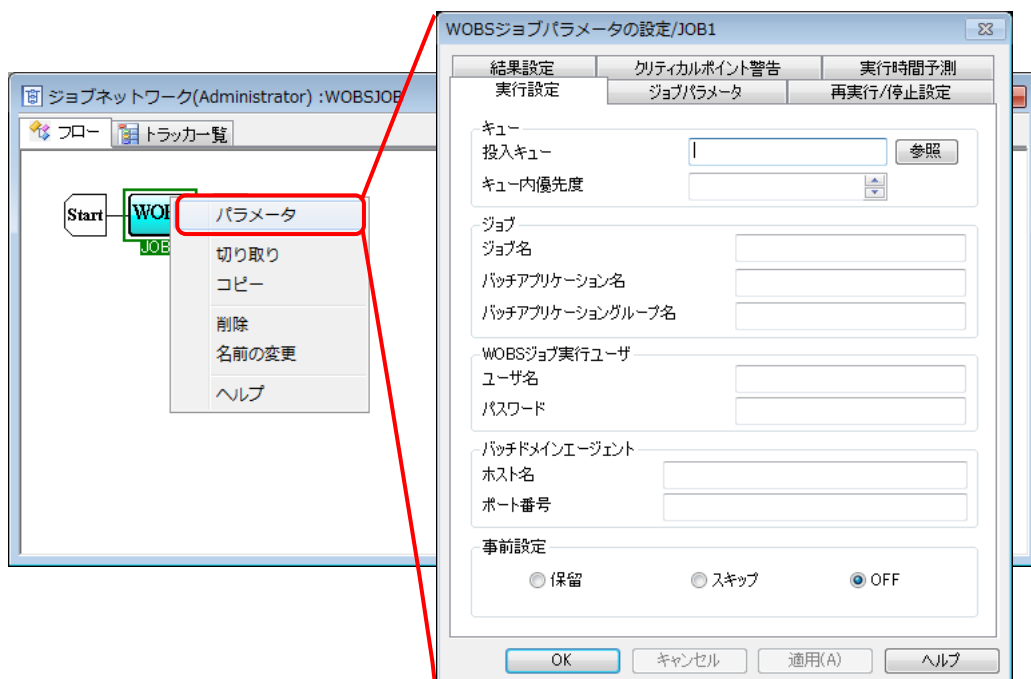 ジョブネットワーク(Administrator) :WOBSJOB
フロー トラッカ一覧
Start
WOB
JOB
パラメータ
切り取り
コピー
削除
名前の変更
ヘルプ
WOBSジョブパラメータの設定/JOB1
結果設定 クリティカルポイント警告 実行時間予測
実行設定 ジョブパラメータ 再実行/停止設定
キュー
投入キュー 参照
キュー内優先度
ジョブ
ジョブ名
バッチアプリケーション名
バッチアプリケーショングループ名
WOBSジョブ実行ユーザ
ユーザ名
パスワード
バッチドメインエージェント
ホスト名
ポート番号
事前設定
保留 スキップ OFF
OK キャンセル 適用(A) ヘルプ